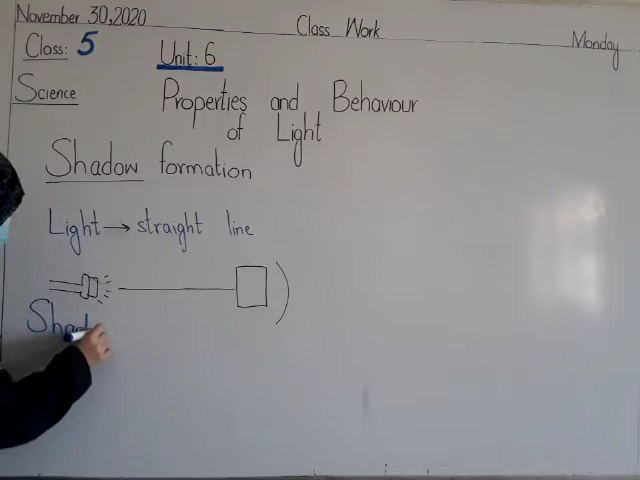 November 30,2020 Class Work Monday
Class: 5 Unit: 6
Science Properties and Behaviour
of Light
Shadow formation
Light → straight line
Shad